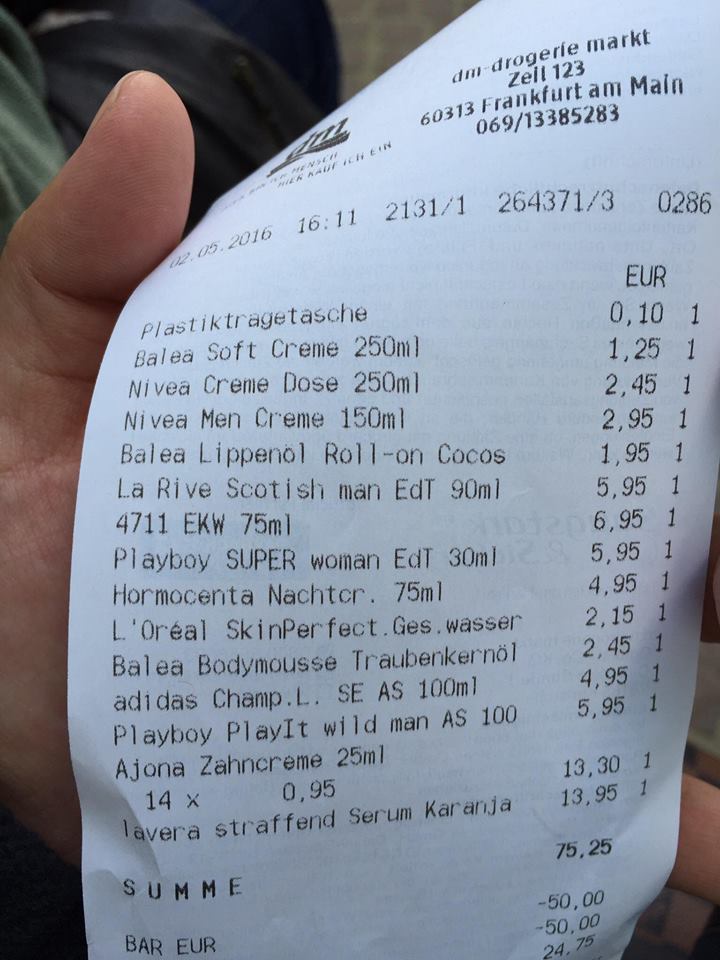 dm-drogerie markt
Zeil 123
60313 Frankfurt am Main
069/13385283
dm
MENSCH
HIER KAUF ICH EIN
02.05.2016 16:11 2131/1 264371/3 0286
EUR
Plastiktragetasche 0,10 1
Balea Soft Creme 250ml 1,25 1
Nivea Creme Dose 250ml 2,45 1
Nivea Men Creme 150ml 2,95 1
Balea Lippenöl Roll-on Cocos 1,95 1
La Rive Scotish man EdT 90ml 5,95 1
4711 EKW 75ml 6,95 1
Playboy SUPER woman EdT 30ml 5,95 1
Hormocenta Nachtcr. 75ml 4,95 1
L'Oréal SkinPerfect.Ges.wasser 2,15 1
Balea Bodymousse Traubenkernöl 2,45 1
adidas Champ.L. SE AS 100ml 4,95 1
Playboy PlayIt wild man AS 100 5,95 1
Ajona Zahncreme 25ml
14 x 0,95 13,30 1
lavera straffend Serum Karanja 13,95 1
SUMME 75,25
-50,00
BAR EUR -50,00
24,75